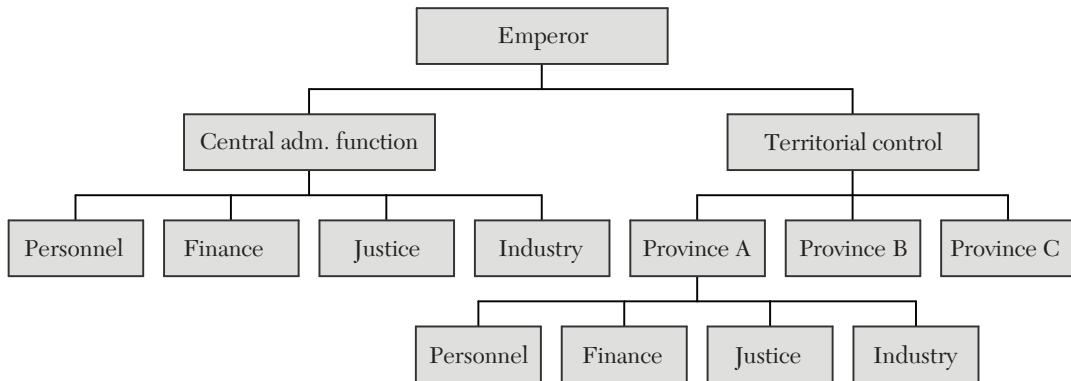 Emperor
Central adm. function
Territorial control
Personnel
Finance
Justice
Industry
Province A
Province B
Province C
Personnel
Finance
Justice
Industry